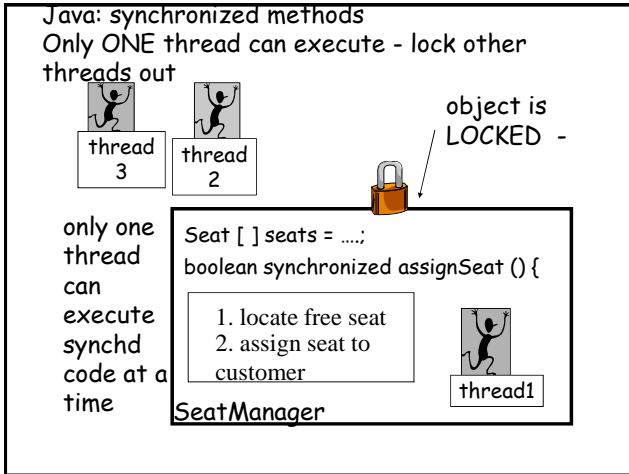 Java: synchronized methods
Only ONE thread can execute - lock other
threads out
object is
LOCKED -
thread
3
thread
2
only one
thread
can
execute
synchd
code at a
time
Seat [ ] seats = ….;
boolean synchronized assignSeat () {
1. locate free seat
2. assign seat to
customer
thread1
SeatManager